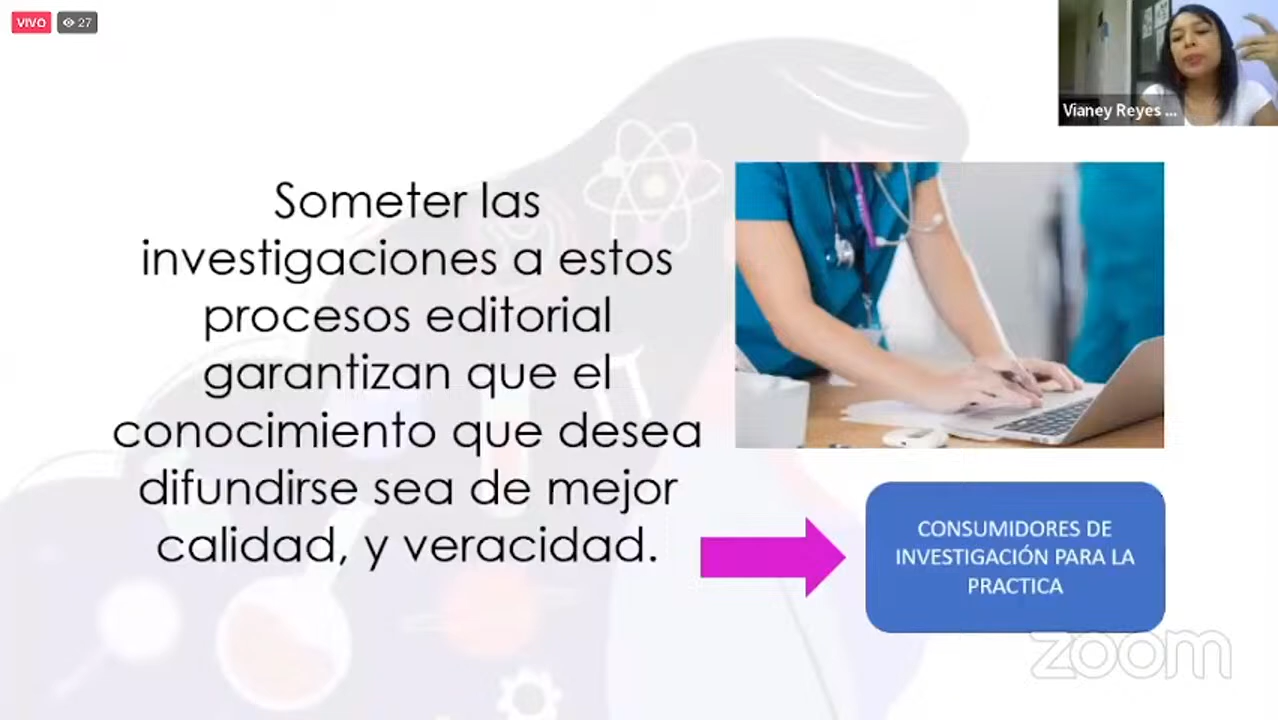 VIVO
27
Vianey Reyes ...
Someter las
investigaciones a estos
procesos editorial
garantizan que el
conocimiento que desea
difundirse sea de mejor
calidad, y veracidad.
CONSUMIDORES DE
INVESTIGACIÓN PARA LA
PRACTICA
zoom